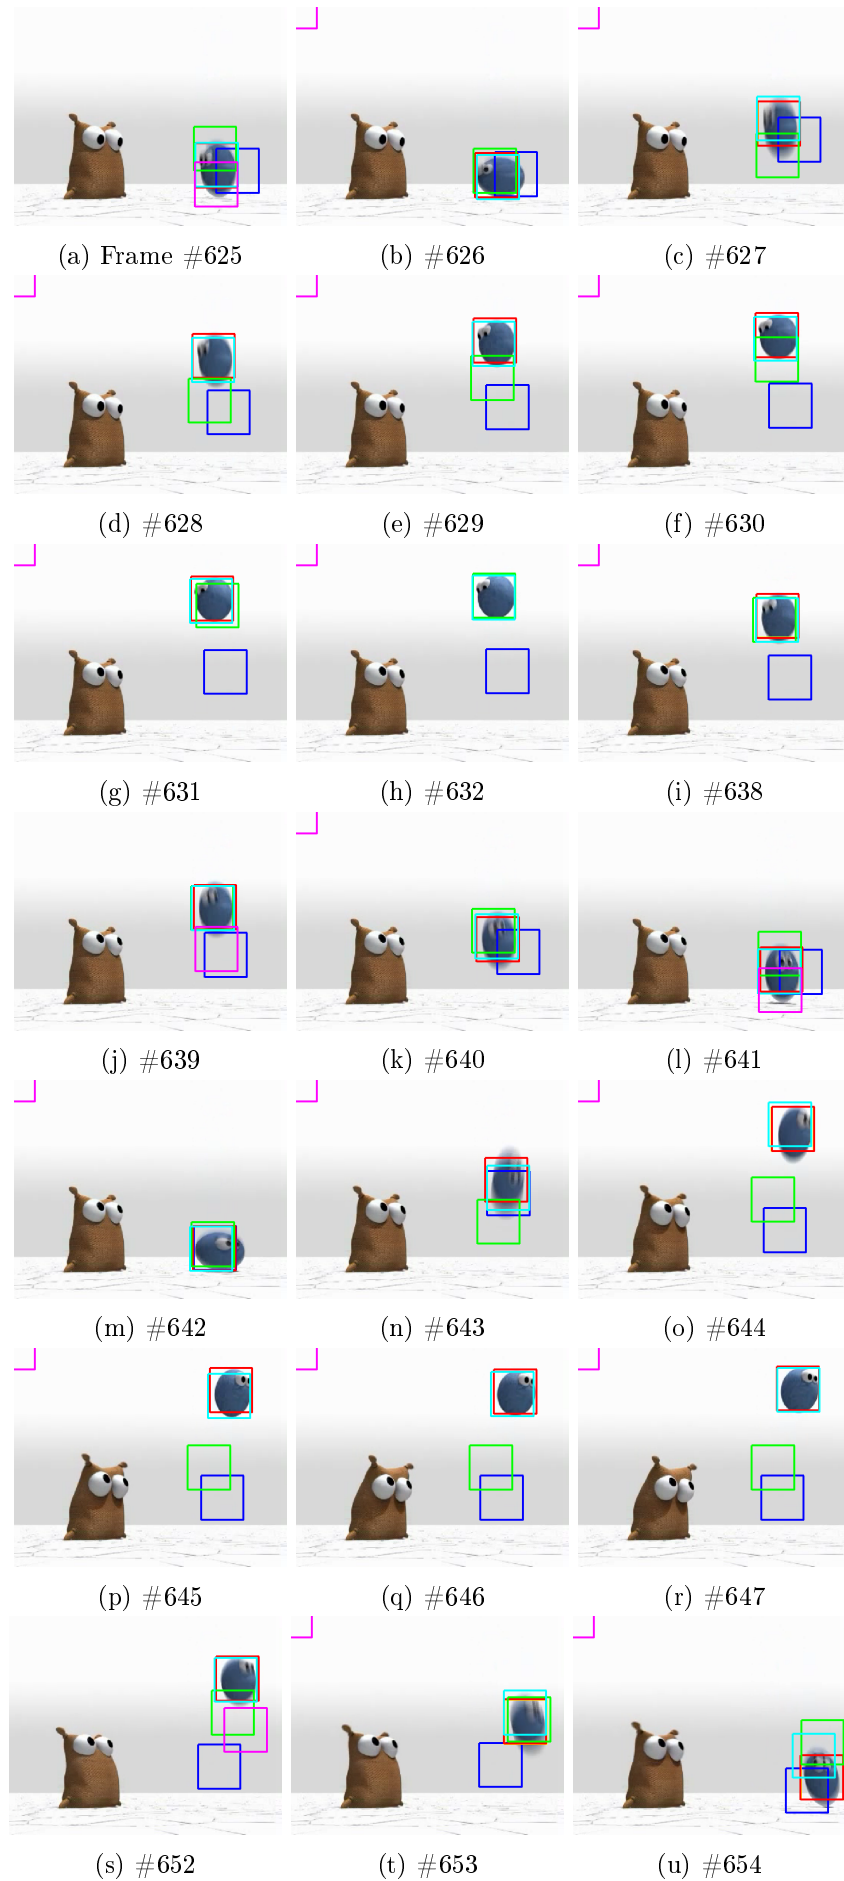 (a) Frame #625
(b) #626
(c) #627
(d) #628
(e) #629
(f) #630
(g) #631
(h) #632
(i) #638
(j) #639
(k) #640
(l) #641
(m) #642
(n) #643
(o) #644
(p) #645
(q) #646
(r) #647
(s) #652
(t) #653
(u) #654